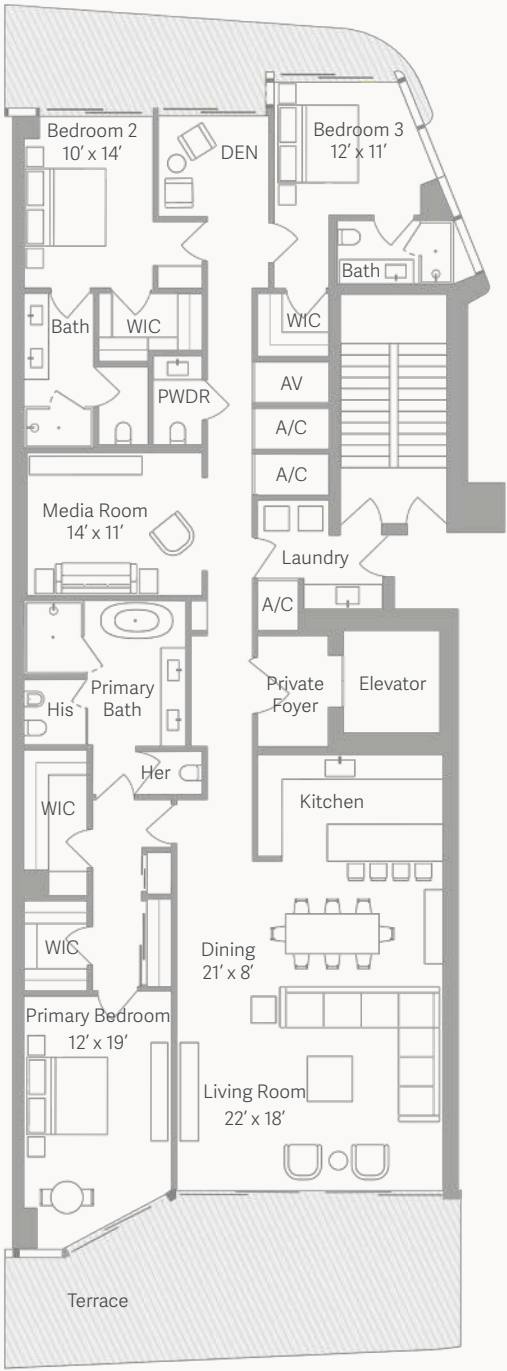 Bedroom 2
10′ x 14′
DEN
Bedroom 3
12′ x 11′
Bath
Bath
WIC
WIC
PWDR
AV
A/C
A/C
Media Room
14′ x 11′
Laundry
A/C
Primary
Bath
His
Private
Foyer
Elevator
Her
WIC
Kitchen
WIC
Dining
21′ x 8′
Primary Bedroom
12′ x 19′
Living Room
22′ x 18′
Terrace